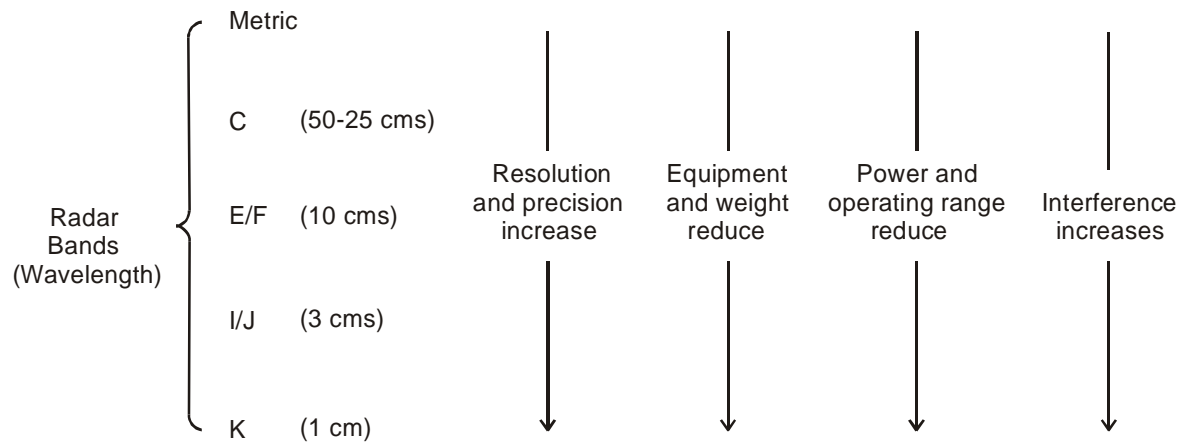 Radar
Bands
(Wavelength)
Metric
C (50-25 cms)
E/F (10 cms)
I/J (3 cms)
K (1 cm)
Resolution
and precision
increase
Equipment
and weight
reduce
Power and
operating range
reduce
Interference
increases